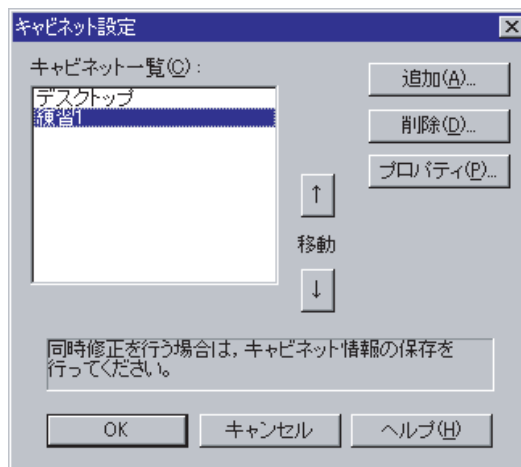 キャビネット設定
キャビネット一覧(C):
デスクトップ
練習1
追加(A)...
削除(D)...
プロパティ(P)...
↑
移動
↓
同時修正を行う場合は，キャビネット情報の保存を
行ってください。
OK
キャンセル
ヘルプ(H)